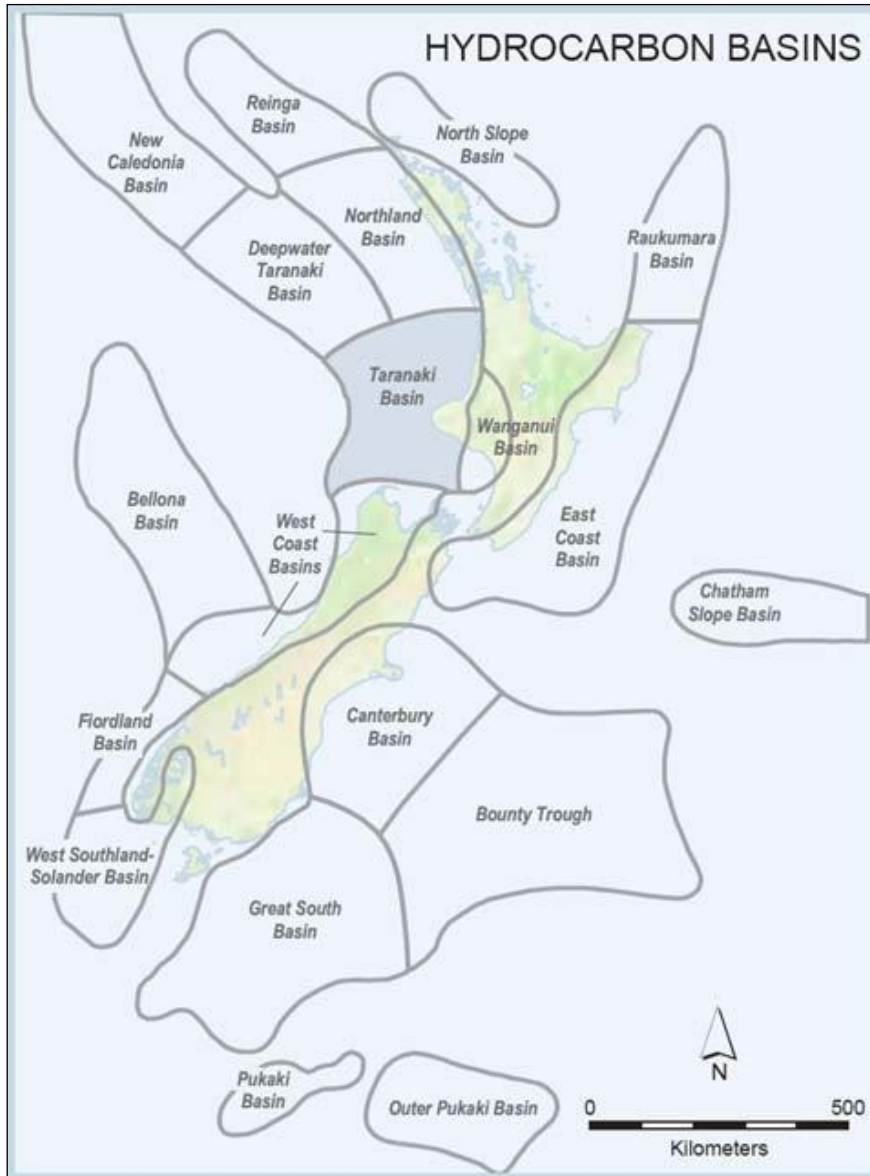 HYDROCARBON BASINS
Reinga
Basin
North Slope
Basin
New
Caledonia
Basin
Northland
Basin
Raukumara
Basin
Deepwater
Taranaki
Basin
Taranaki
Basin
Wanganui
Basin
Bellona
Basin
West
Coast
Basins
East
Coast
Basin
Chatham
Slope Basin
Fiordland
Basin
Canterbury
Basin
Bounty Trough
West Southland-
Solander Basin
Great South
Basin
Pukaki
Basin
Outer Pukaki Basin
N
0 500
Kilometers